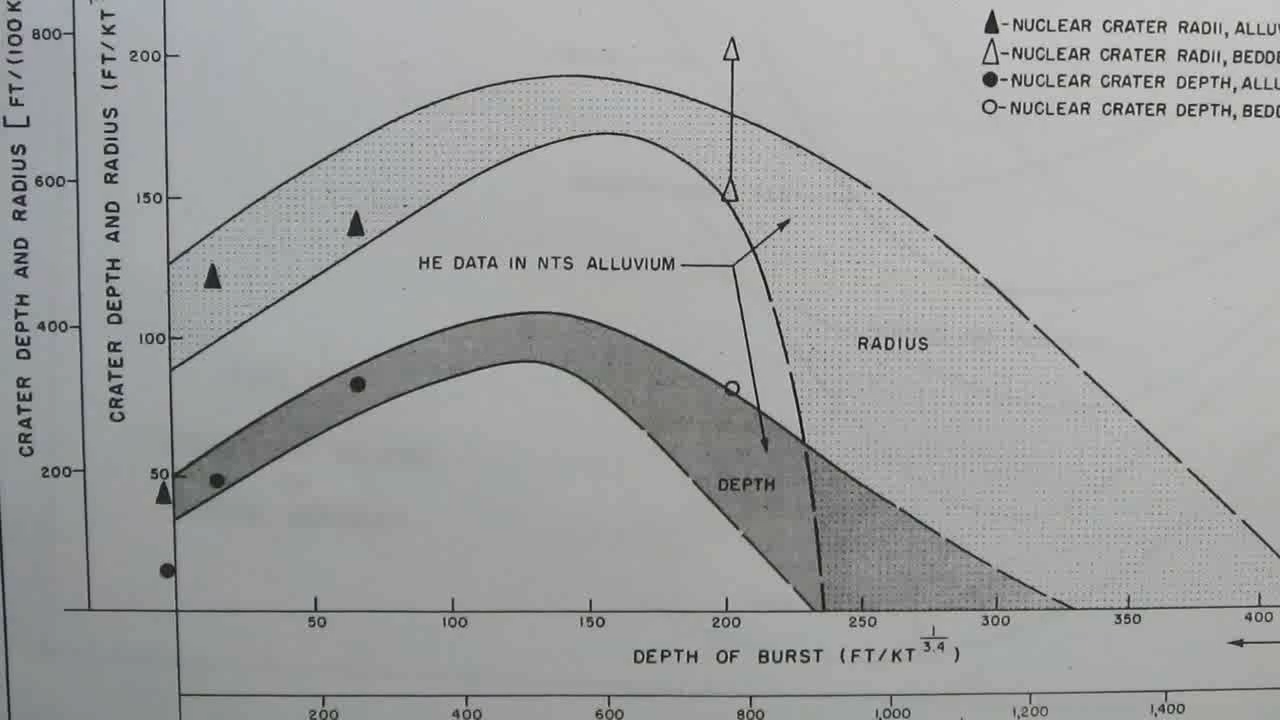 CRATER DEPTH AND RADIUS [FT/(100K
CRATER DEPTH AND RADIUS (FT/KT
800
600
400
200
200
150
100
50
▲-NUCLEAR CRATER RADII, ALLUV
△-NUCLEAR CRATER RADII, BEDDE
●-NUCLEAR CRATER DEPTH, ALLU
○-NUCLEAR CRATER DEPTH, BEDD
HE DATA IN NTS ALLUVIUM
RADIUS
DEPTH
50 100 150 200 250 300 350 400
DEPTH OF BURST (FT/KT 1/3.4)
200 400 600 800 1,000 1,200 1,400